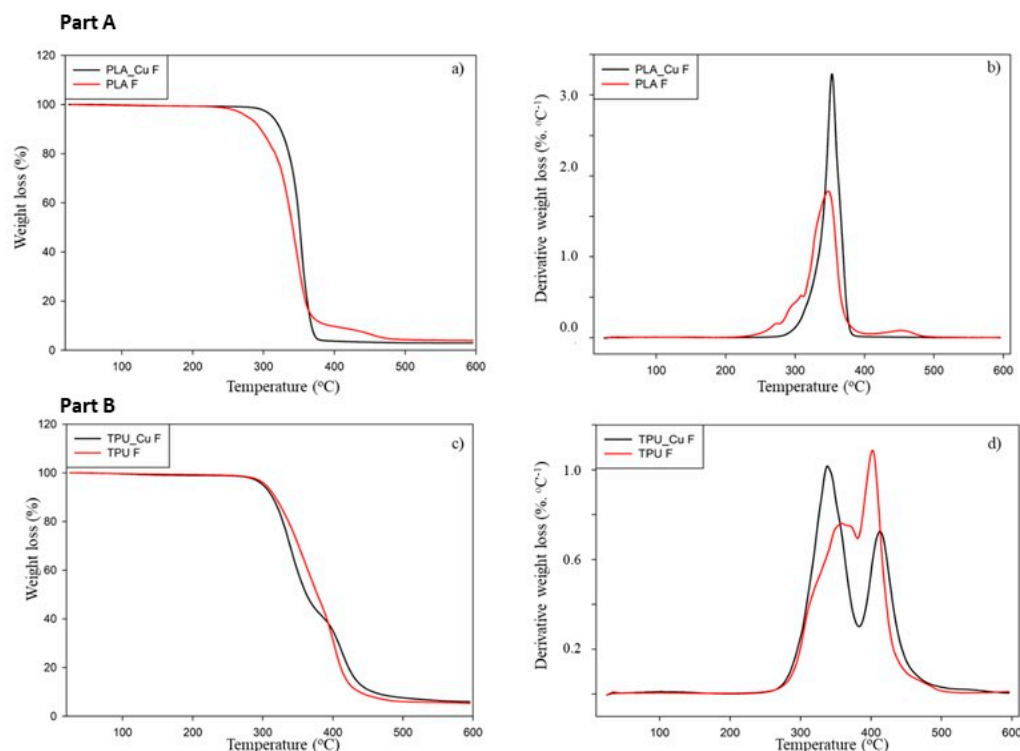 Part A
120
100
80
60
40
20
0
Weight loss (%)
PLA_Cu F
PLA F
a)
100 200 300 400 500 600
Temperature (°C)
3.0
2.0
1.0
0.0
Derivative weight loss (%. °C-1)
PLA_Cu F
PLA F
b)
100 200 300 400 500 600
Temperature (°C)
Part B
120
100
80
60
40
20
0
Weight loss (%)
TPU_Cu F
TPU F
c)
100 200 300 400 500 600
Temperature (°C)
1.0
0.6
0.2
Derivative weight loss (%. °C-1)
TPU_Cu F
TPU F
d)
100 200 300 400 500 600
Temperature (°C)